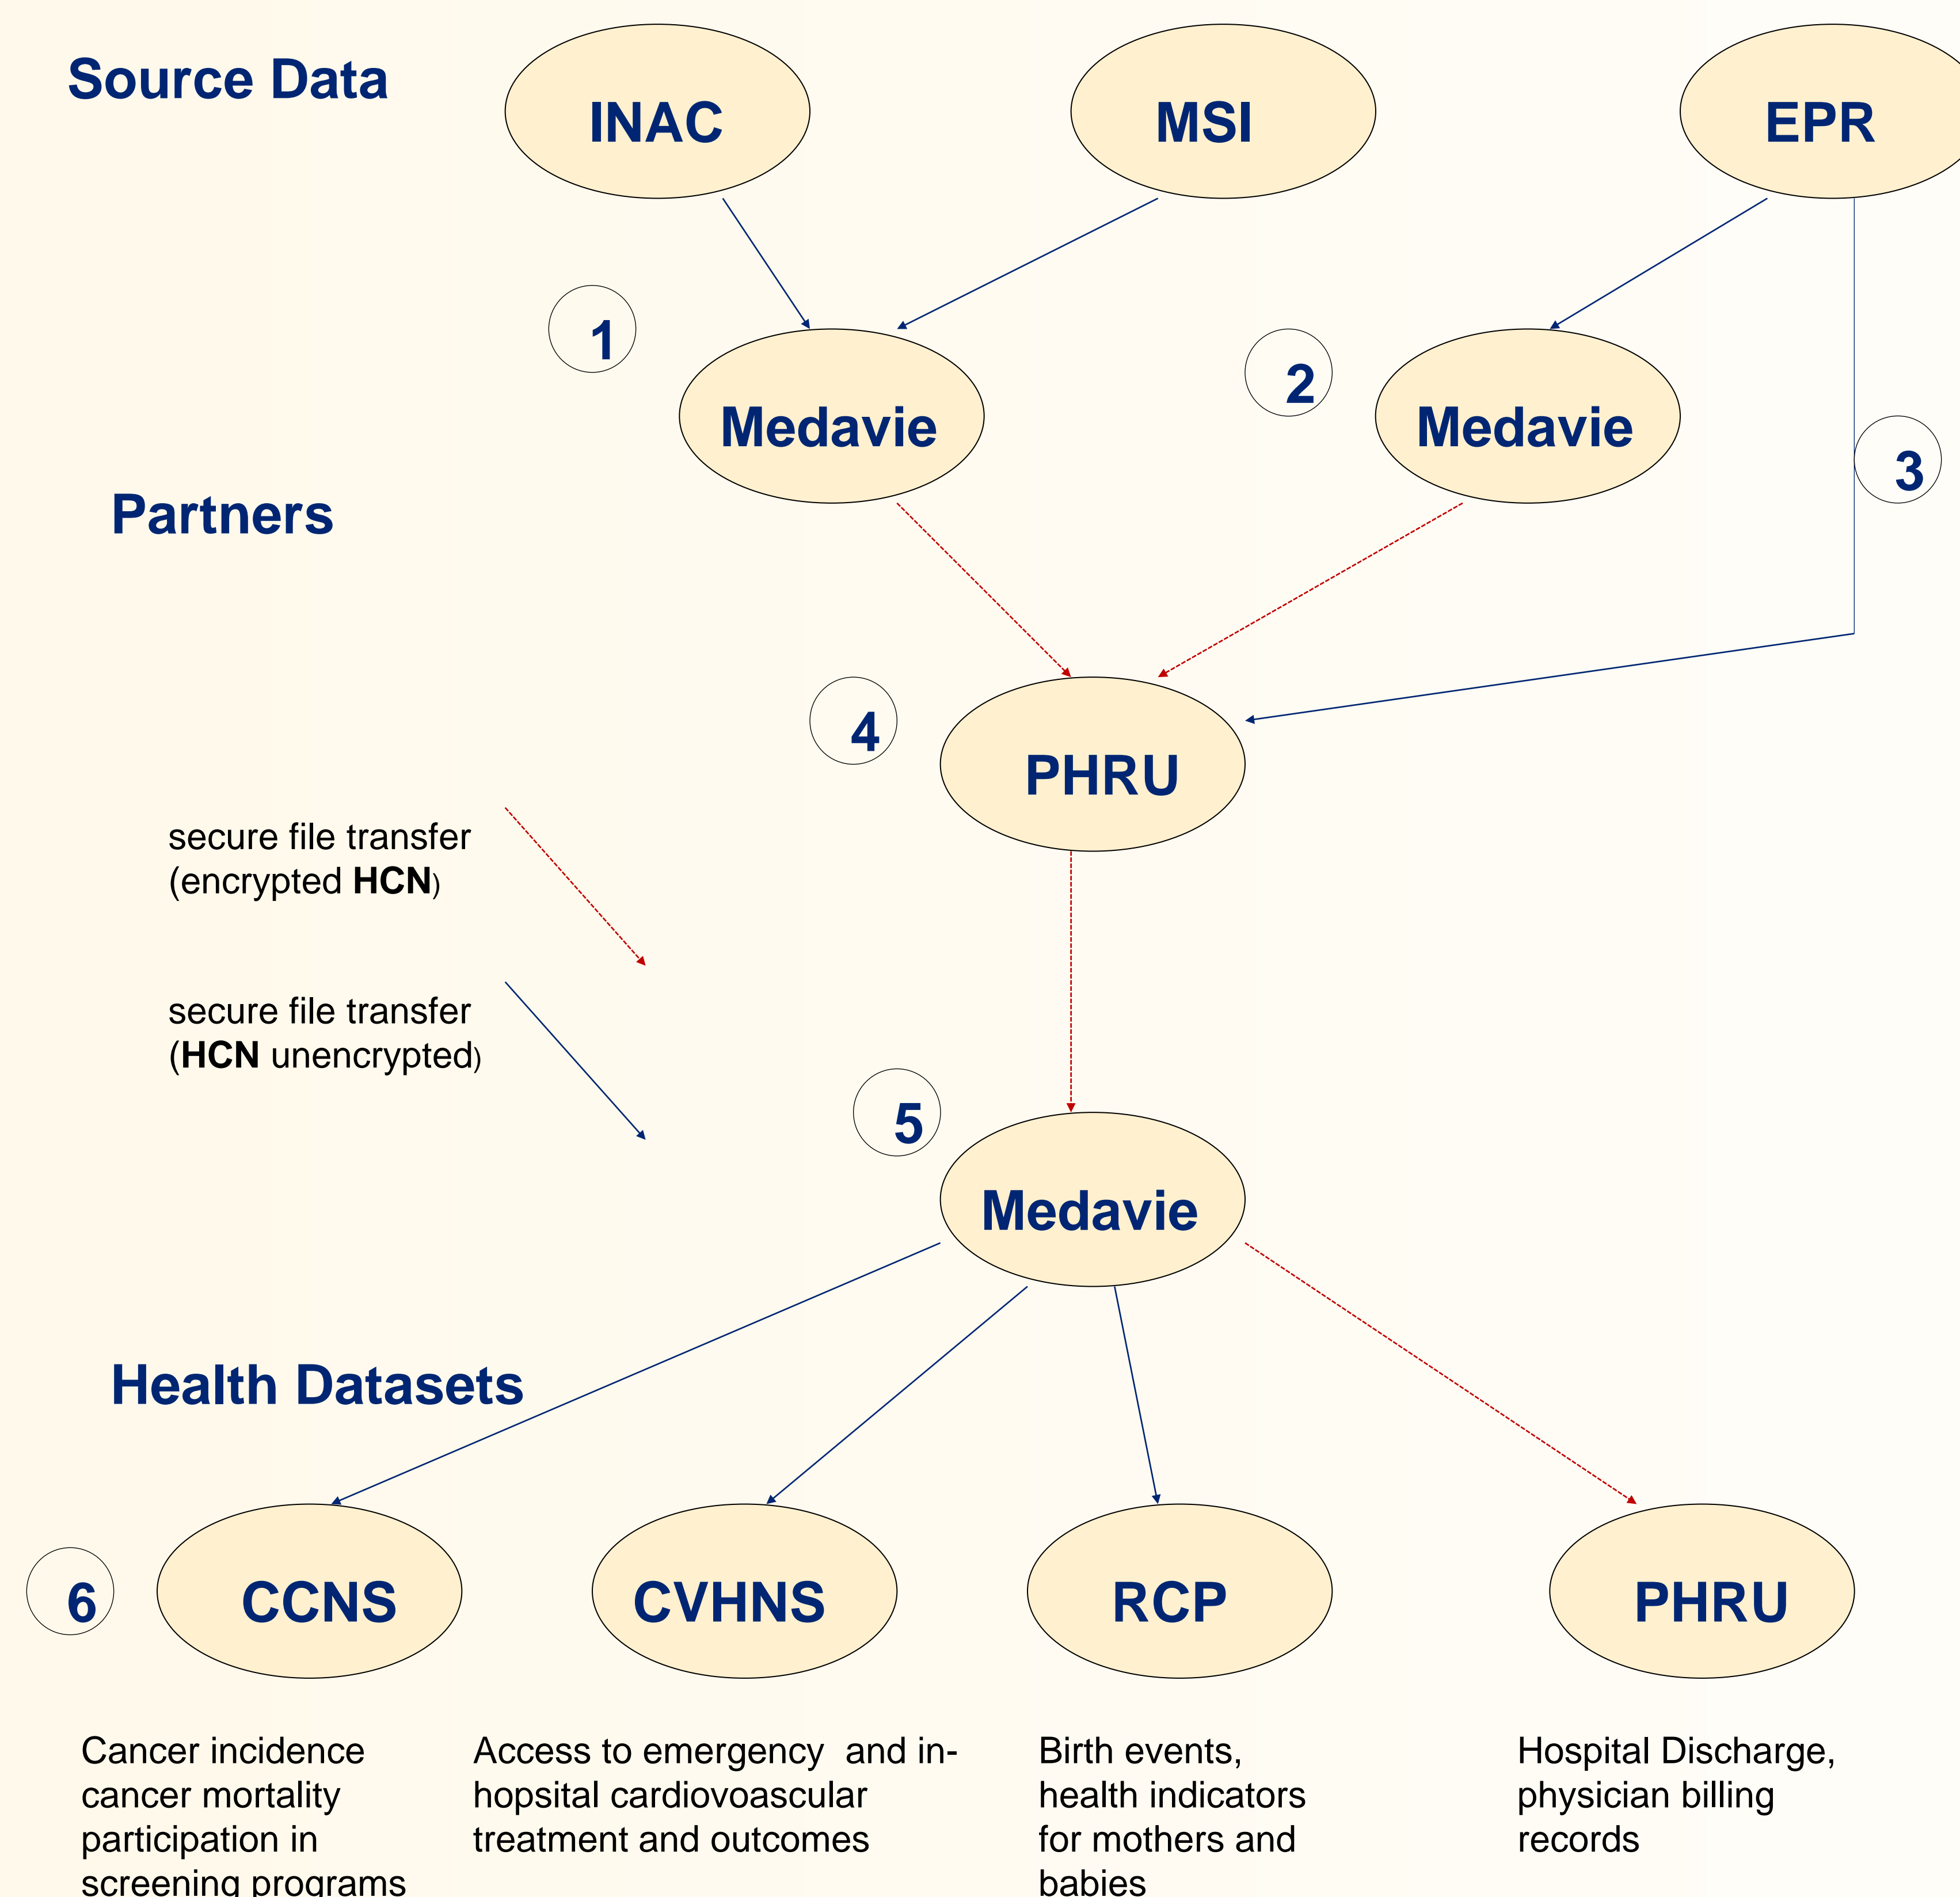 Source Data
INAC
MSI
EPR
1
Medavie
2
Medavie
3
Partners
4
PHRU
secure file transfer
(encrypted HCN)
secure file transfer
(HCN unencrypted)
5
Medavie
Health Datasets
6
CCNS
CVHNS
RCP
PHRU
Cancer incidence
cancer mortality
participation in
screening programs
Access to emergency and in-
hopsital cardiovoascular
treatment and outcomes
Birth events,
health indicators
for mothers and
babies
Hospital Discharge,
physician billing
records